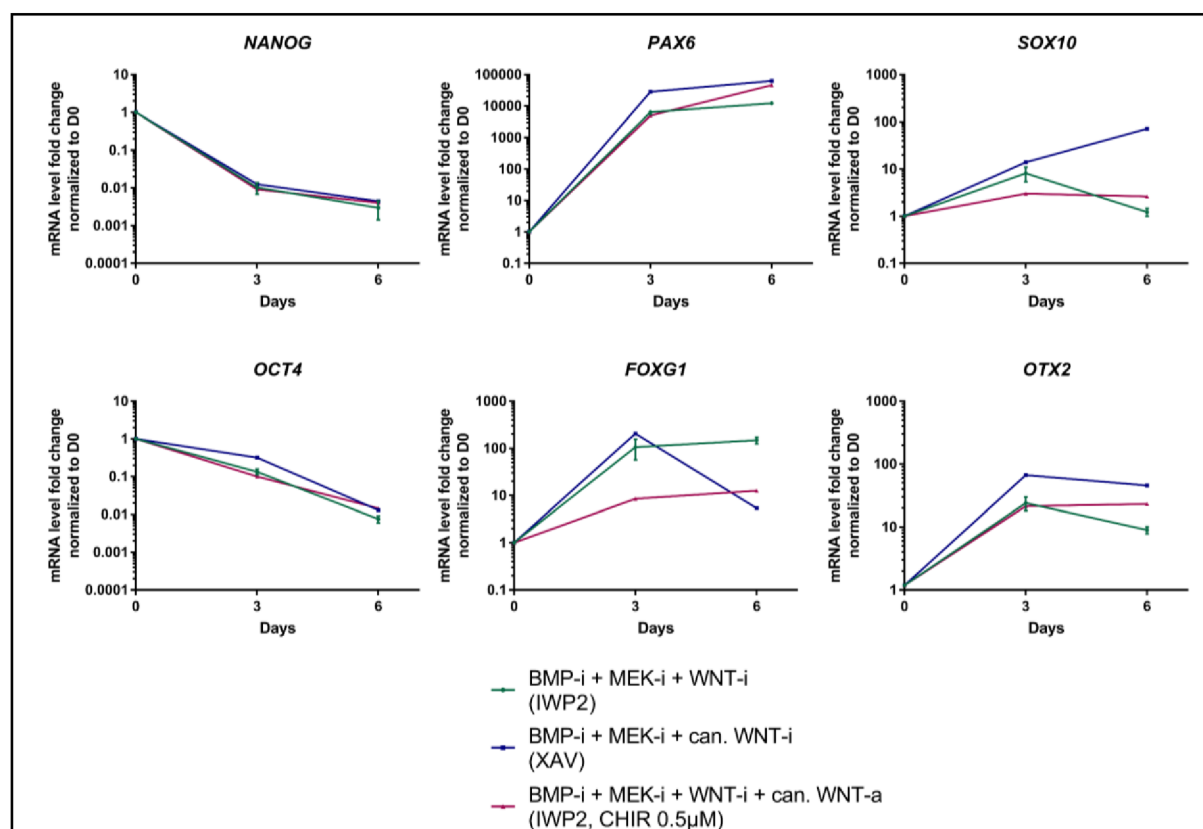 NANOG
PAX6
SOX10
mRNA level fold change
normalized to D0
10
1
0.1
0.01
0.001
0.0001
0
3
6
Days
mRNA level fold change
normalized to D0
100000
10000
1000
100
10
1
0.1
0
3
6
Days
mRNA level fold change
normalized to D0
1000
100
10
1
0.1
0
3
6
Days
OCT4
FOXG1
OTX2
mRNA level fold change
normalized to D0
10
1
0.1
0.01
0.001
0.0001
0
3
6
Days
mRNA level fold change
normalized to D0
1000
100
10
1
0.1
0
3
6
Days
mRNA level fold change
normalized to D0
1000
100
10
1
0
3
6
Days
BMP-i + MEK-i + WNT-i
(IWP2)
BMP-i + MEK-i + can. WNT-i
(XAV)
BMP-i + MEK-i + WNT-i + can. WNT-a
(IWP2, CHIR 0.5µM)